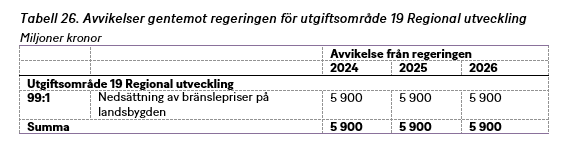 Tabell 26. Avvikelser gentemot regeringen för utgiftsområde 19 Regional utveckling
Miljoner kronor
Avvikelse från regeringen
2024 2025 2026
Utgiftsområde 19 Regional utveckling
99:1 Nedsättning av bränslepriser på 5 900 5 900 5 900
landsbygden
Summa 5 900 5 900 5 900